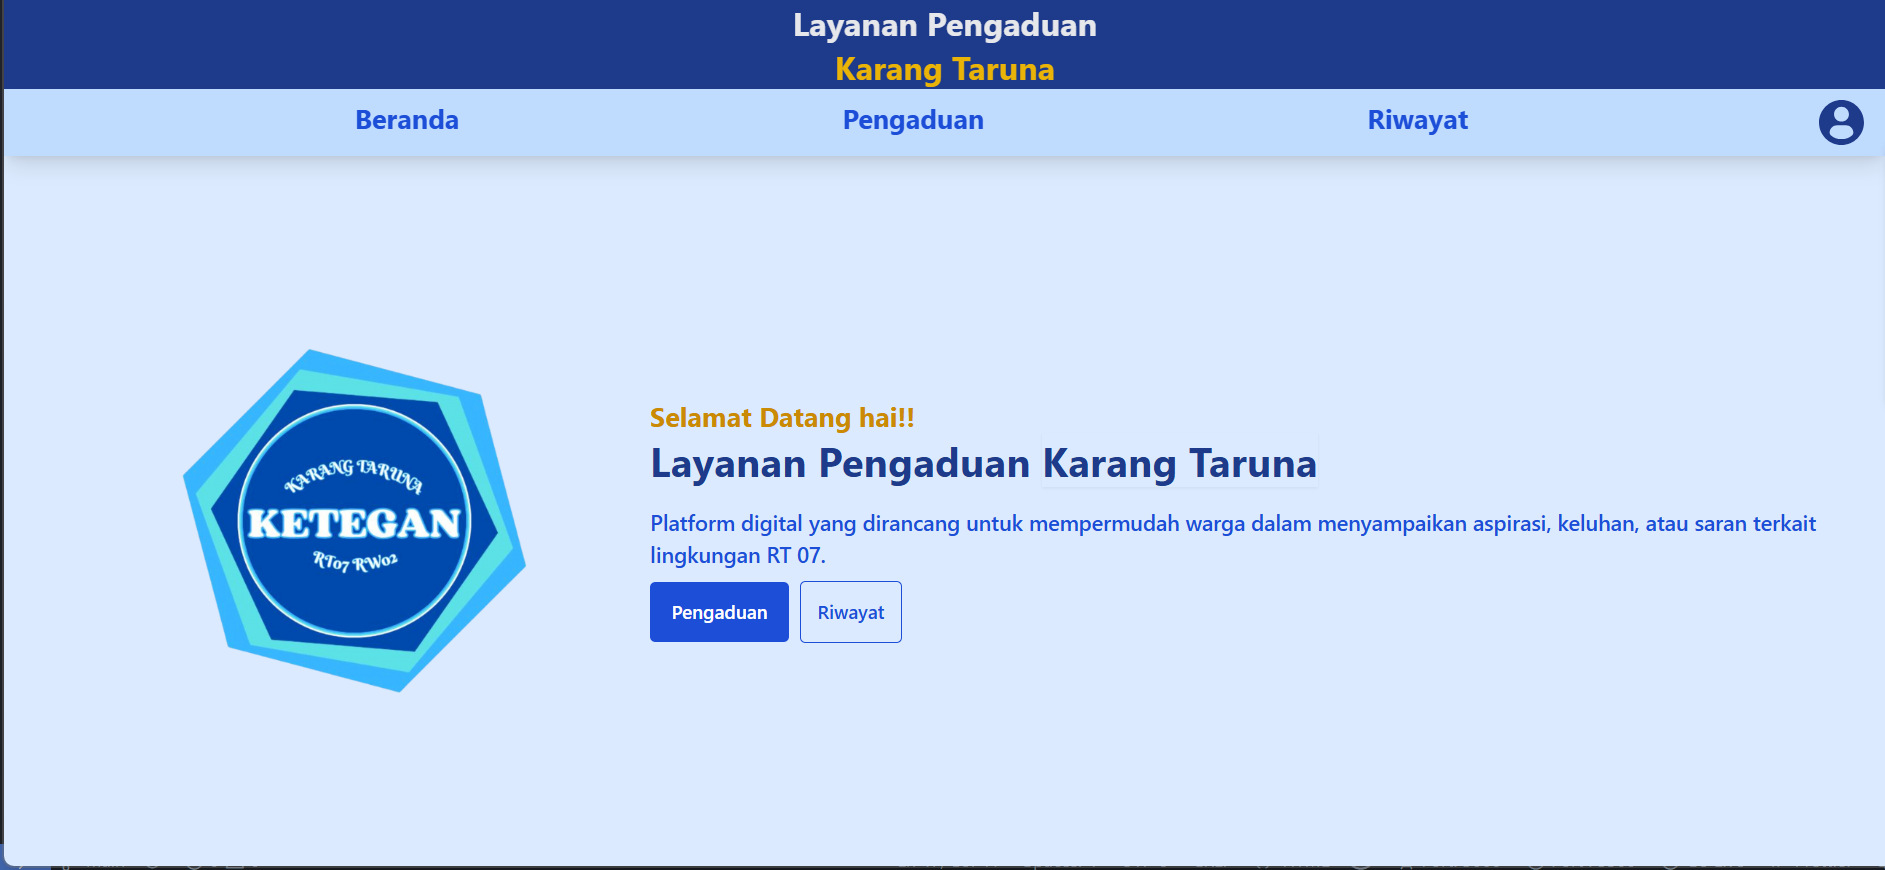 Layanan Pengaduan
Karang Taruna
Beranda Pengaduan Riwayat
KARANG TARUNA
KETEGAN
RT07 RW02
Selamat Datang hai!!
Layanan Pengaduan Karang Taruna
Platform digital yang dirancang untuk mempermudah warga dalam menyampaikan aspirasi, keluhan, atau saran terkait
lingkungan RT 07.
Pengaduan Riwayat